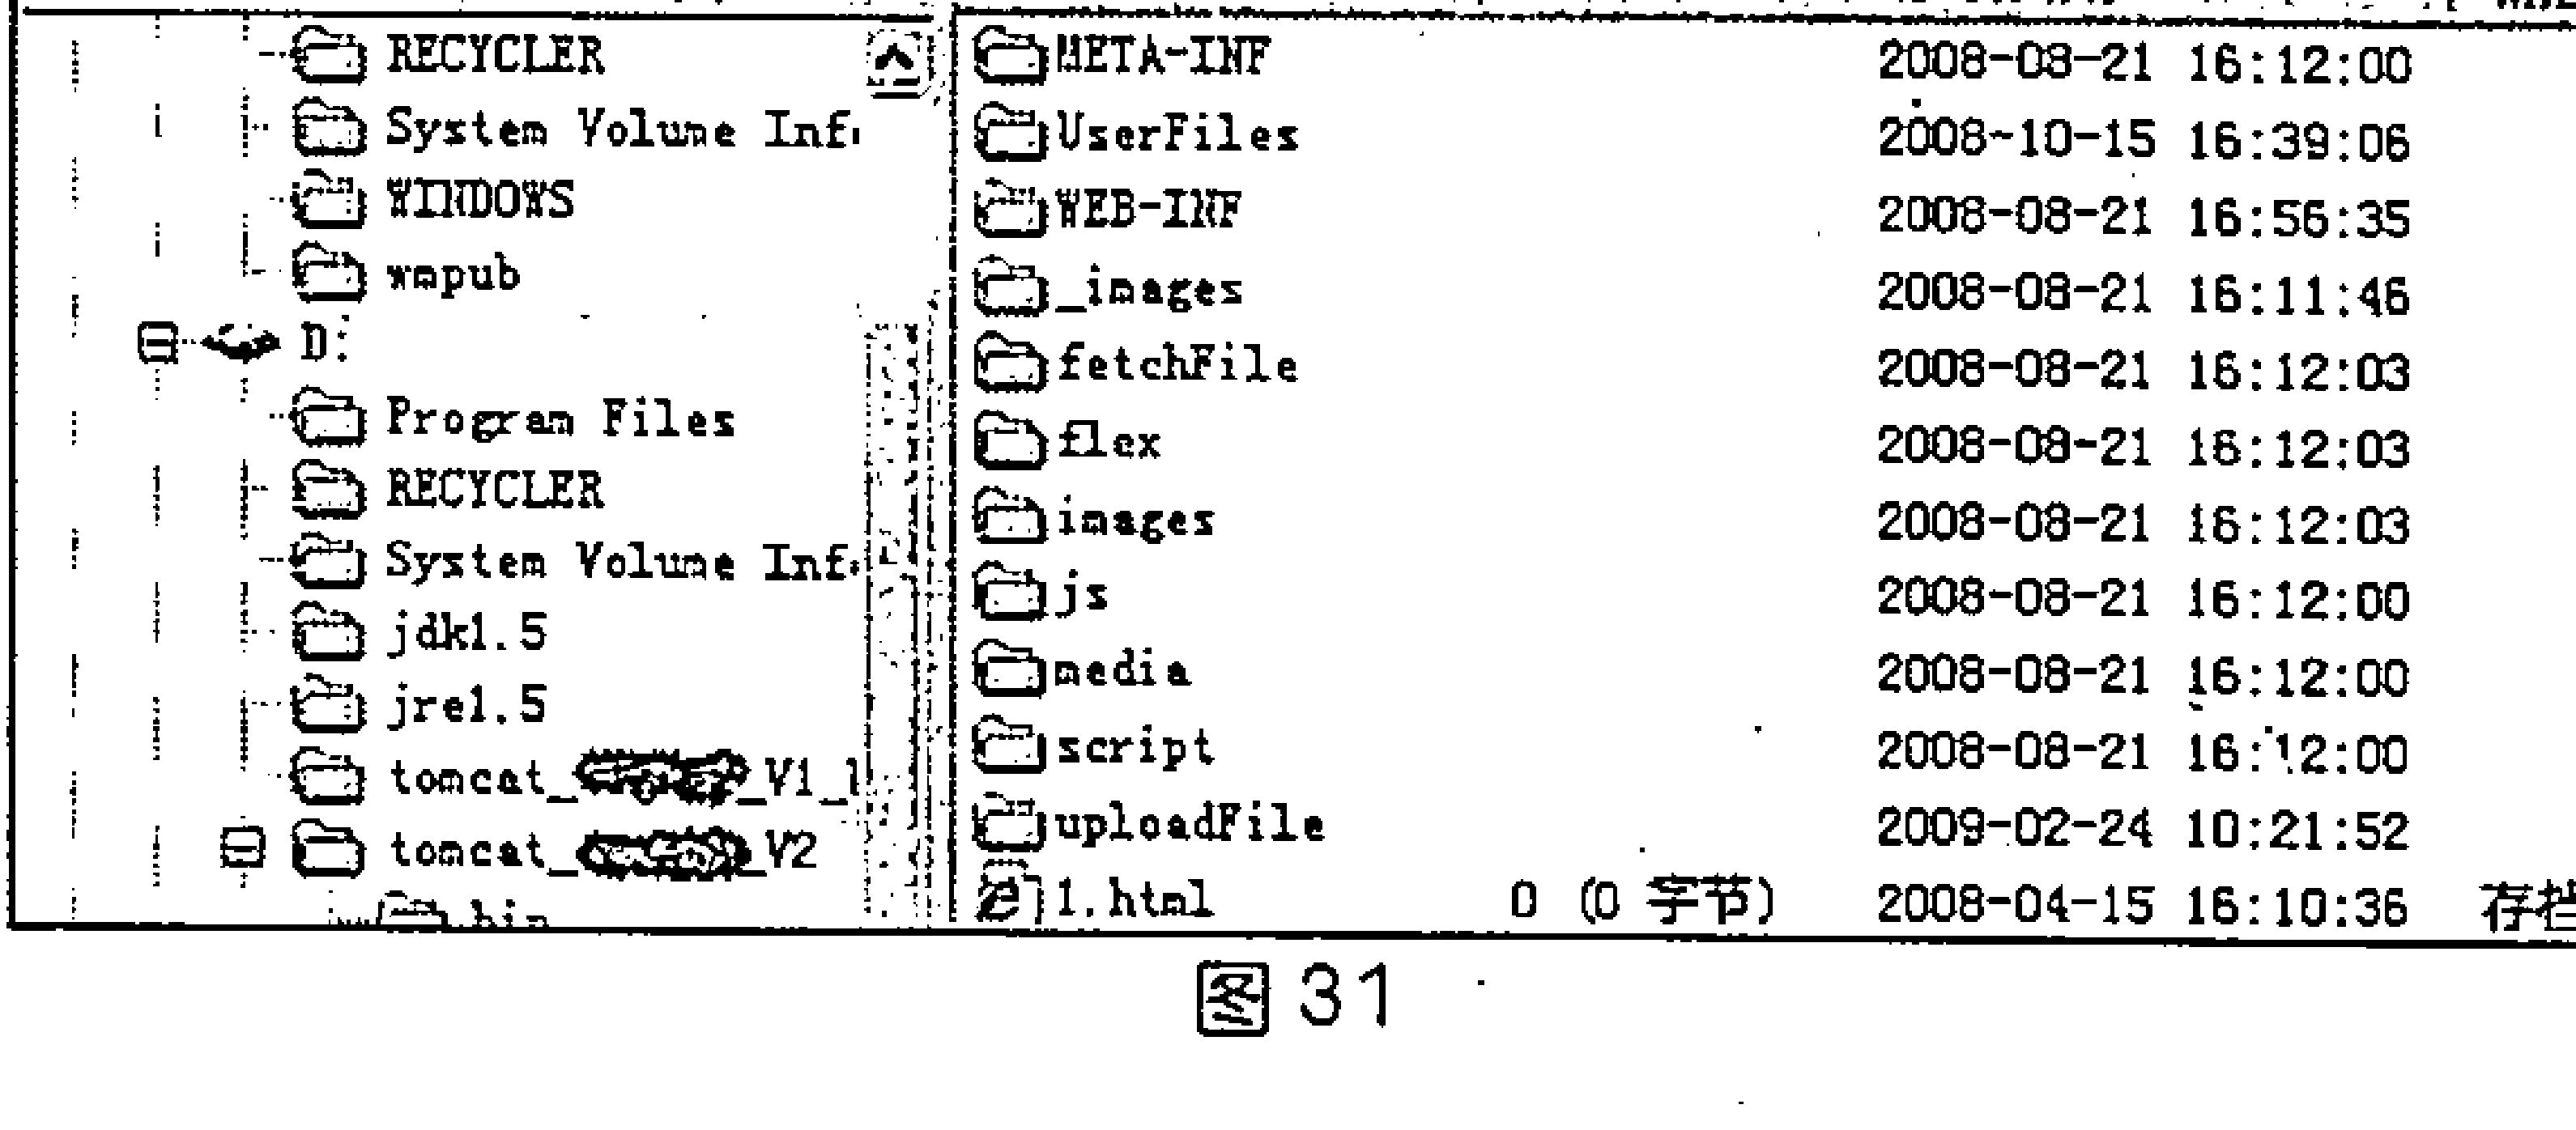 RECYCLER
System Volume Inf
WINDOWS
wmpub
D:
Program Files
RECYCLER
System Volume Inf
jdk1.5
jre1.5
tomcat_ _V1_
tomcat_ _V2
bin
META-INF 2008-08-21 16:12:00
UserFiles 2008-10-15 16:39:06
WEB-INF 2008-08-21 16:56:35
_images 2008-08-21 16:11:46
fetchFile 2008-08-21 16:12:03
flex 2008-08-21 16:12:03
images 2008-08-21 16:12:03
js 2008-08-21 16:12:00
media 2008-08-21 16:12:00
script 2008-08-21 16:12:00
uploadFile 2009-02-24 10:21:52
1.html 0 (0 字节) 2008-04-15 16:10:36 存档
图 31